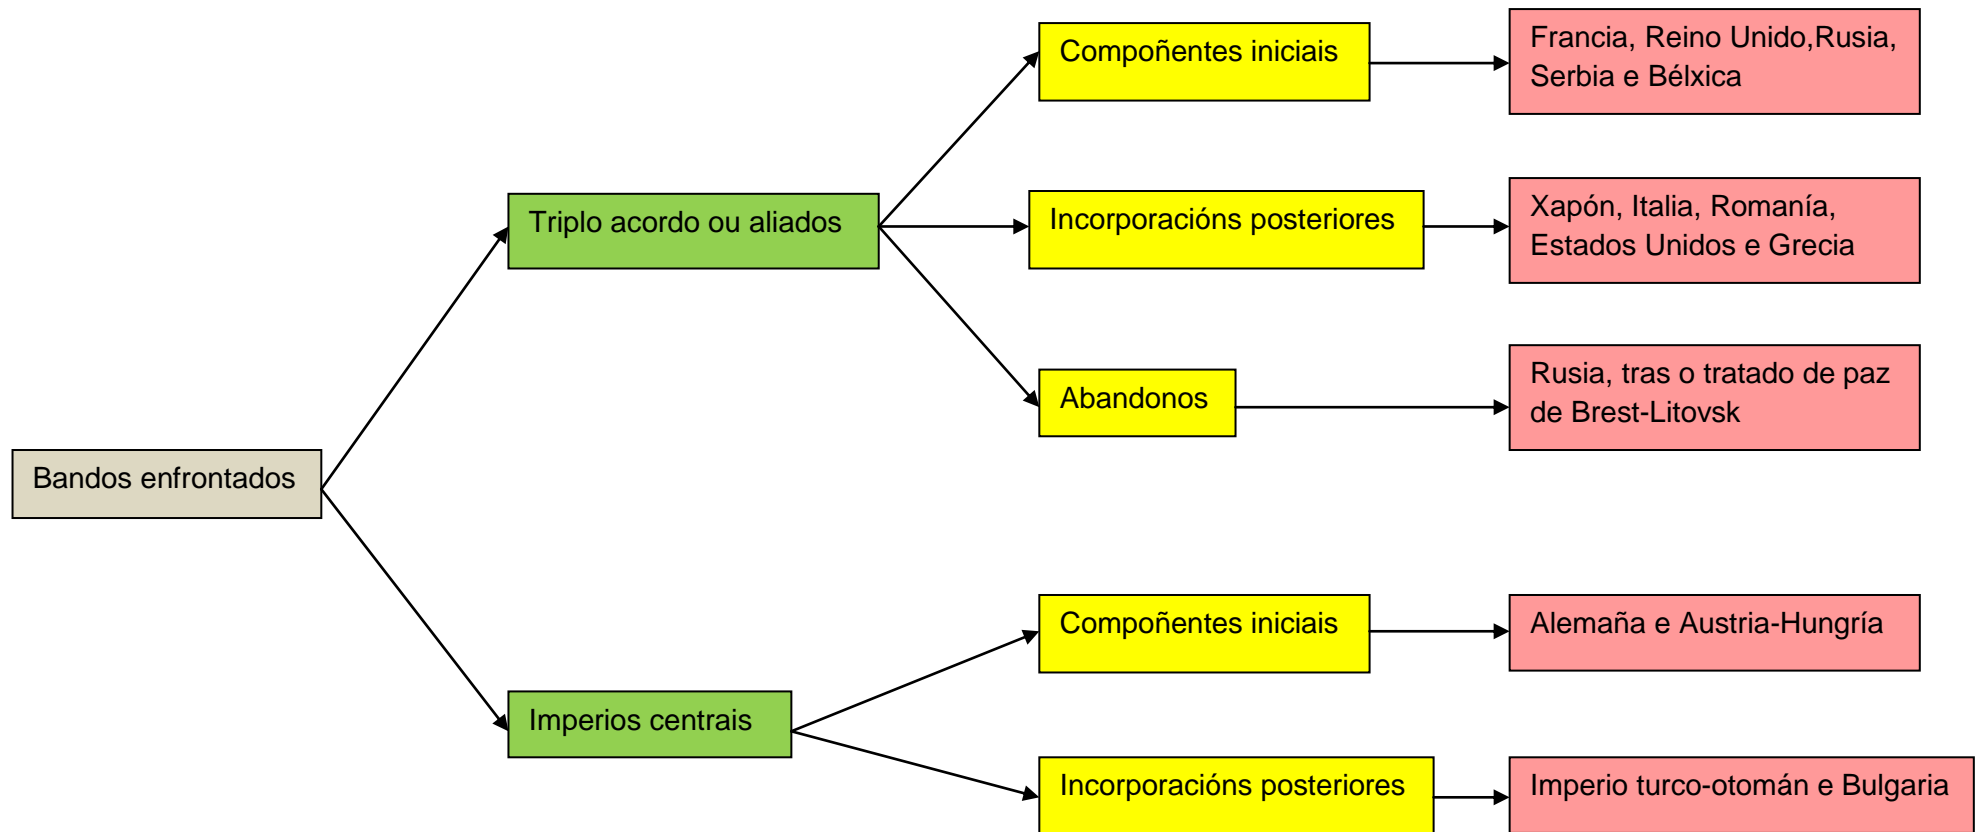 Compoñentes iniciais
Francia, Reino Unido,Rusia,
Serbia e Bélxica
Triplo acordo ou aliados
Incorporacións posteriores
Xapón, Italia, Romanía,
Estados Unidos e Grecia
Abandonos
Rusia, tras o tratado de paz
de Brest-Litovsk
Bandos enfrontados
Compoñentes iniciais
Alemaña e Austria-Hungría
Imperios centrais
Incorporacións posteriores
Imperio turco-otomán e Bulgaria